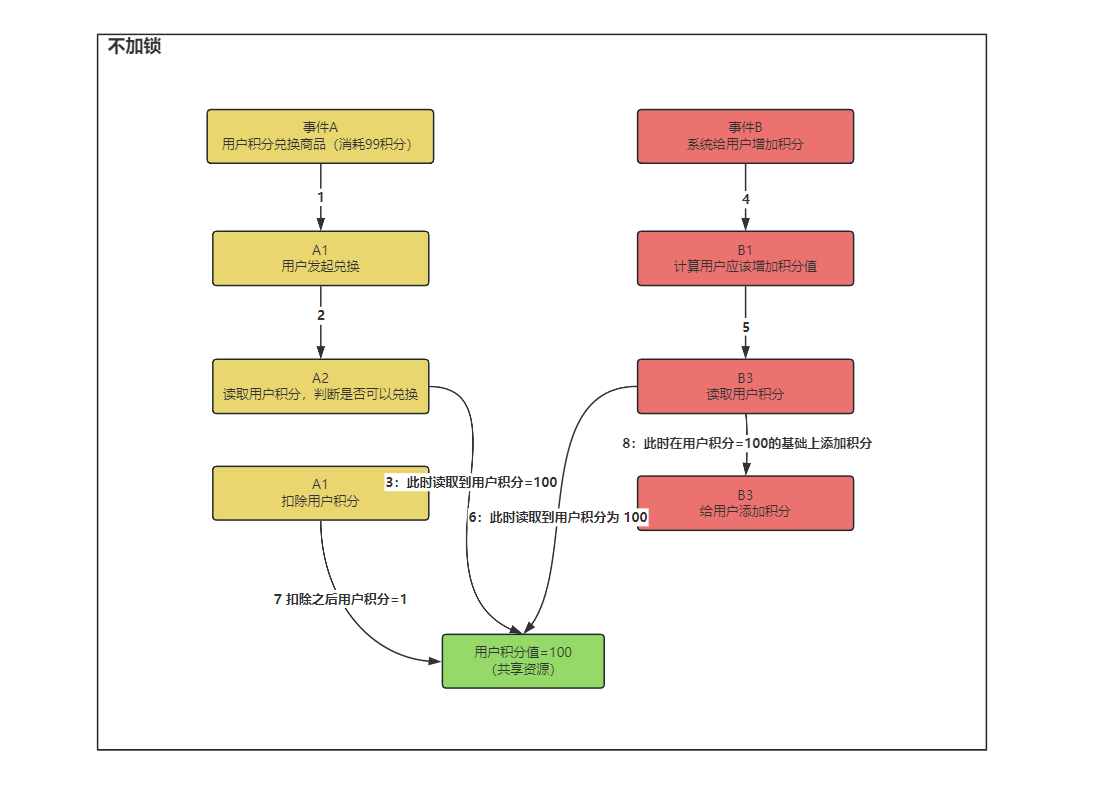 不加锁
事件A
用户积分兑换商品（消耗99积分）
事件B
系统给用户增加积分
1
4
A1
用户发起兑换
B1
计算用户应该增加积分值
2
5
A2
读取用户积分，判断是否可以兑换
B3
读取用户积分
8：此时在用户积分=100的基础上添加积分
A1
扣除用户积分
3：此时读取到用户积分=100
B3
给用户添加积分
6：此时读取到用户积分为 100
7 扣除之后用户积分=1
用户积分值=100
（共享资源）